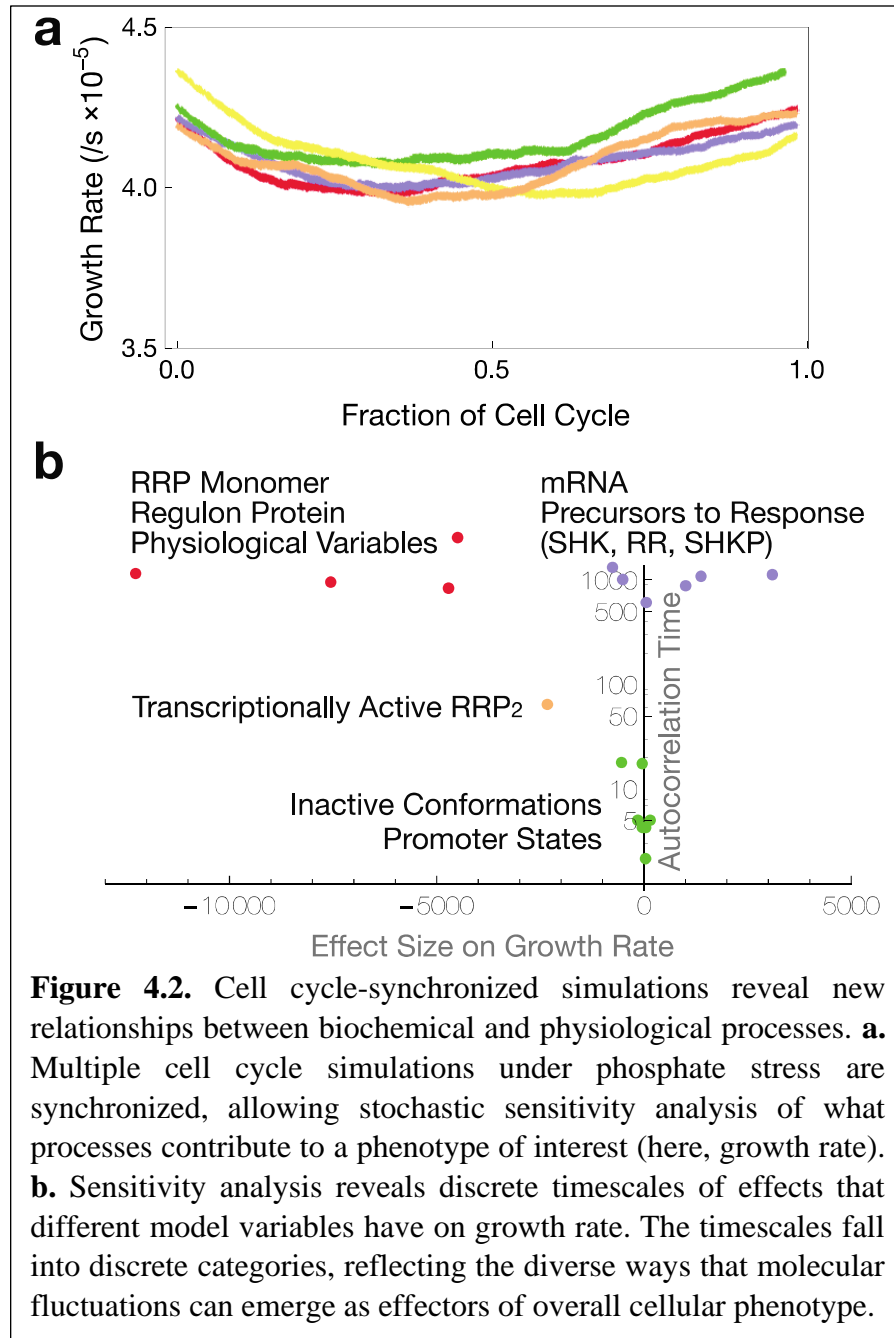 a
4.5
4.0
3.5
Growth Rate (/s ×10⁻⁵)
0.0 0.5 1.0
Fraction of Cell Cycle
b
RRP Monomer
Regulon Protein
Physiological Variables
mRNA
Precursors to Response
(SHK, RR, SHKP)
1000
500
100
50
10
5
Autocorrelation Time
Transcriptionally Active RRP₂
Inactive Conformations
Promoter States
−10000 −5000 0 5000
Effect Size on Growth Rate
Figure 4.2. Cell cycle-synchronized simulations reveal new
relationships between biochemical and physiological processes. a.
Multiple cell cycle simulations under phosphate stress are
synchronized, allowing stochastic sensitivity analysis of what
processes contribute to a phenotype of interest (here, growth rate).
b. Sensitivity analysis reveals discrete timescales of effects that
different model variables have on growth rate. The timescales fall
into discrete categories, reflecting the diverse ways that molecular
fluctuations can emerge as effectors of overall cellular phenotype.